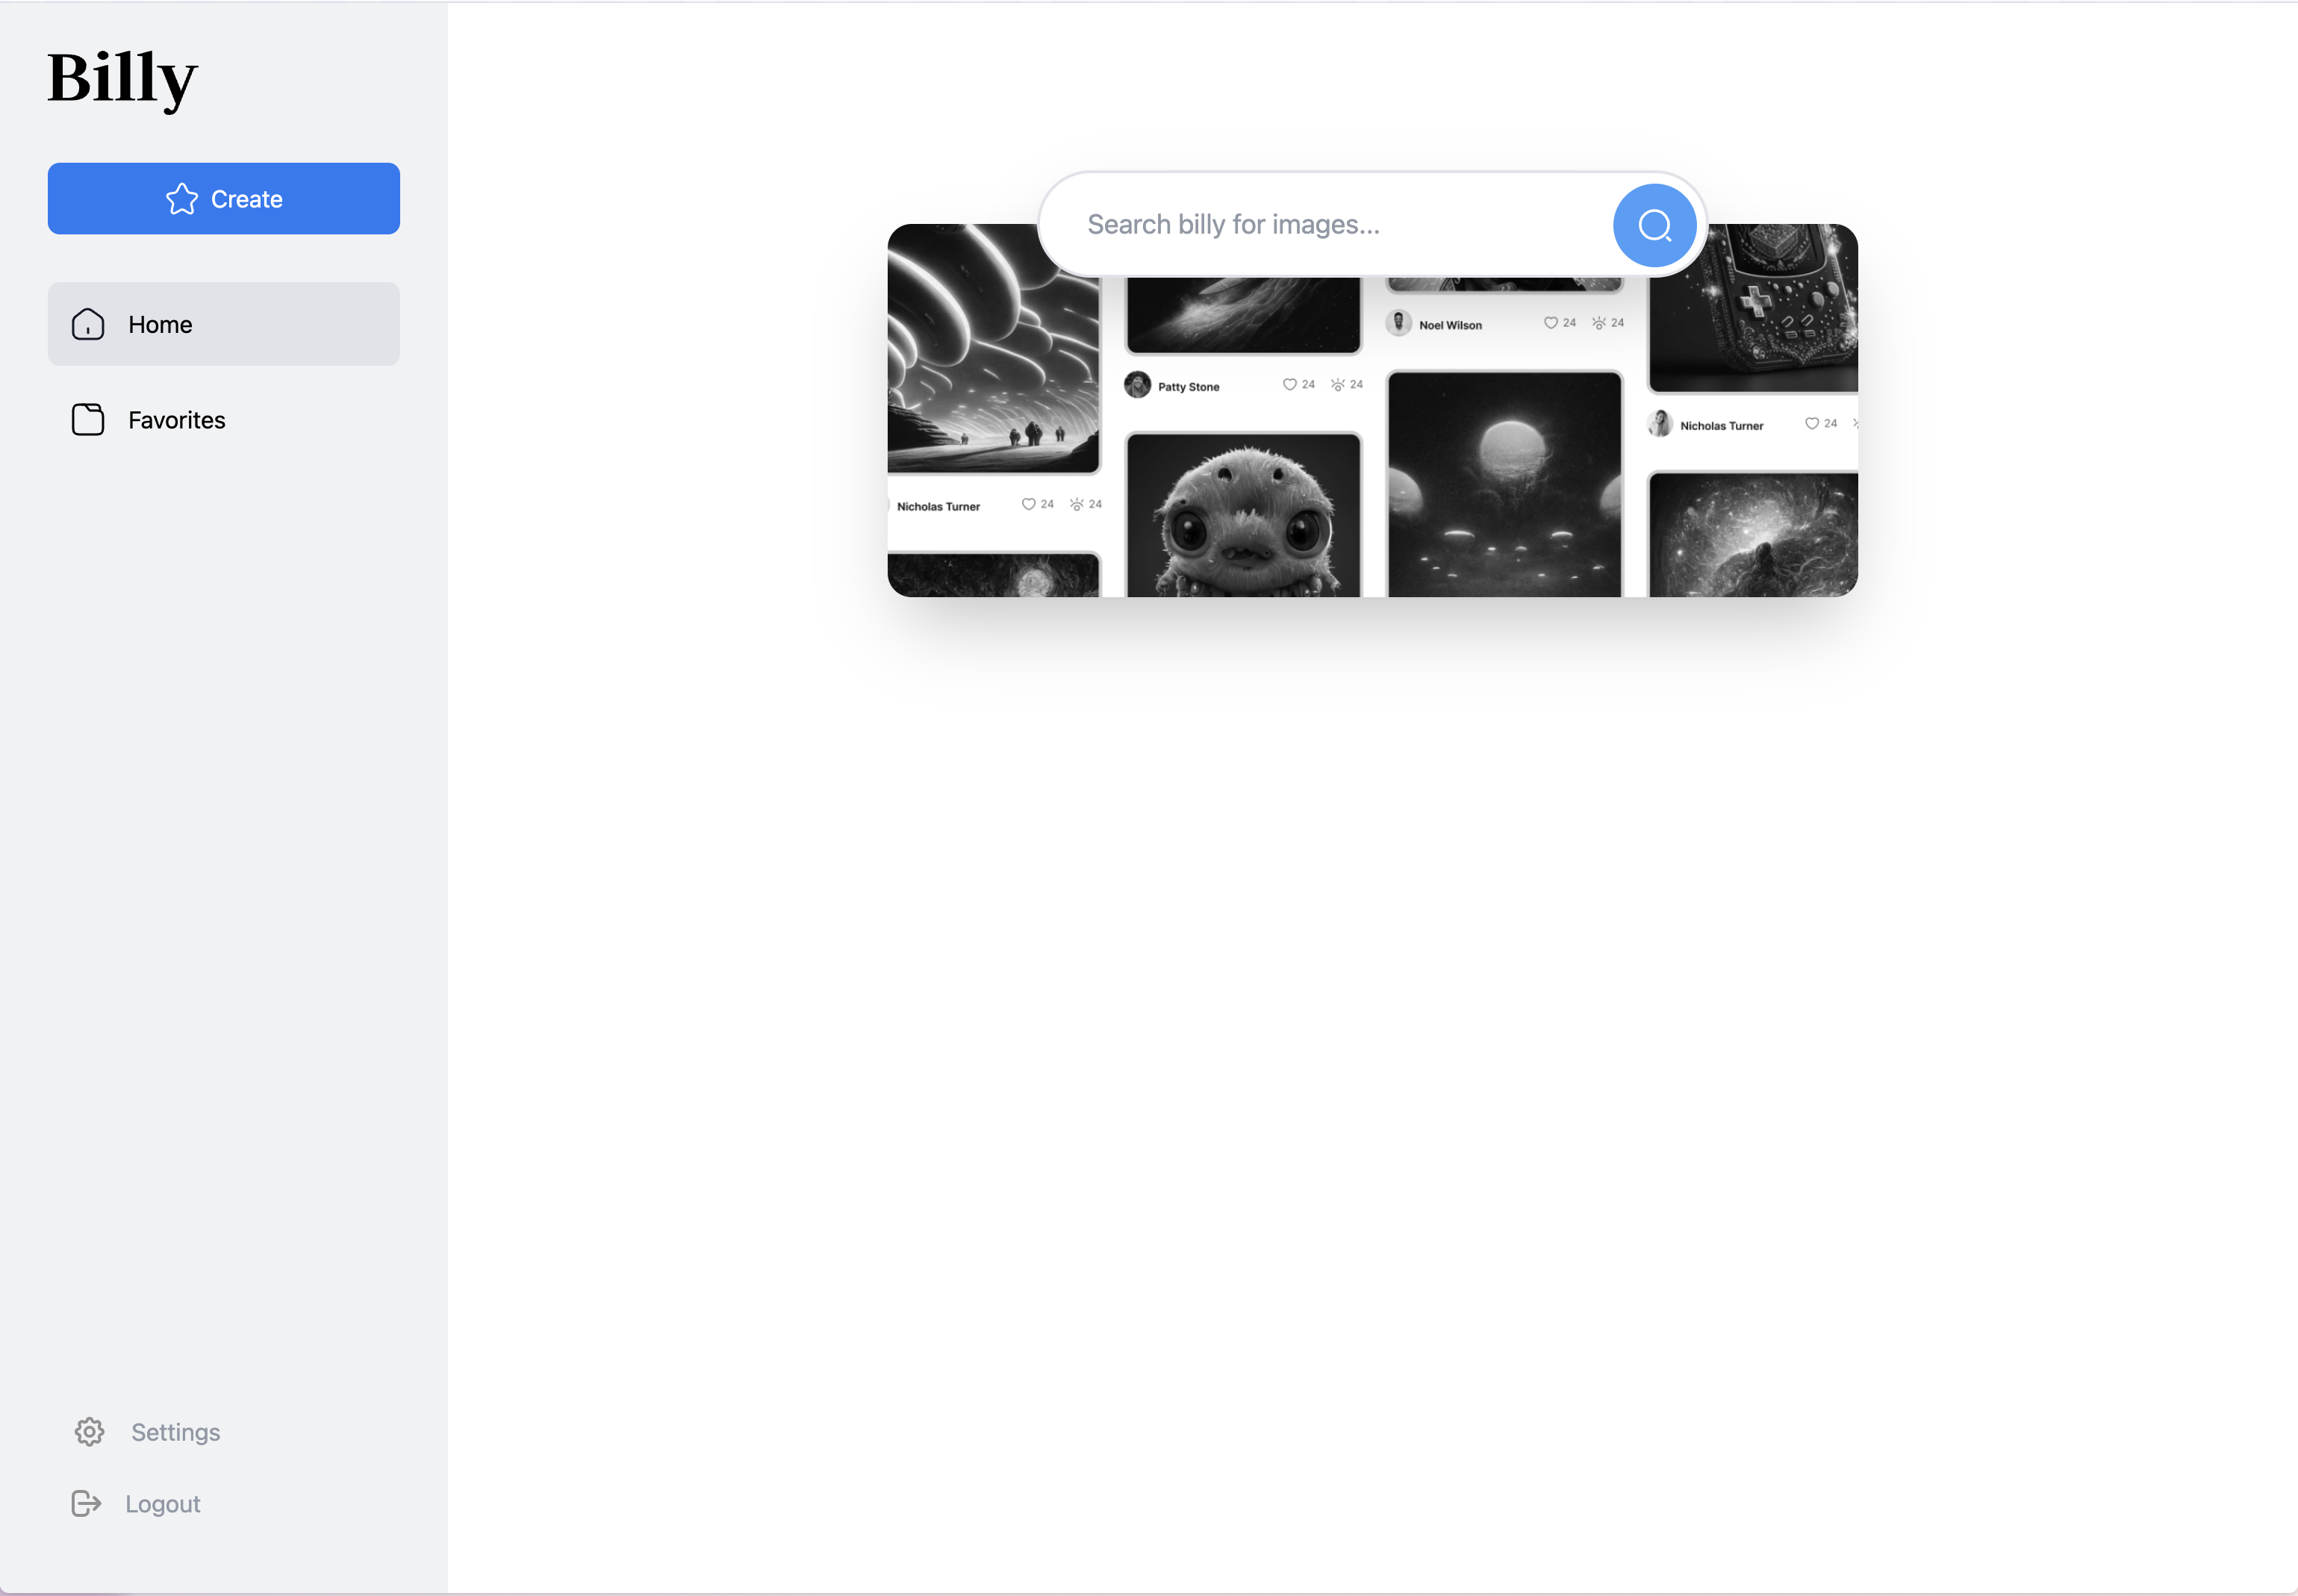 Billy
Create
Home
Favorites
Search billy for images...
Noel Wilson 24 24
Patty Stone 24 24
Nicholas Turner 24
Nicholas Turner 24 24
Settings
Logout